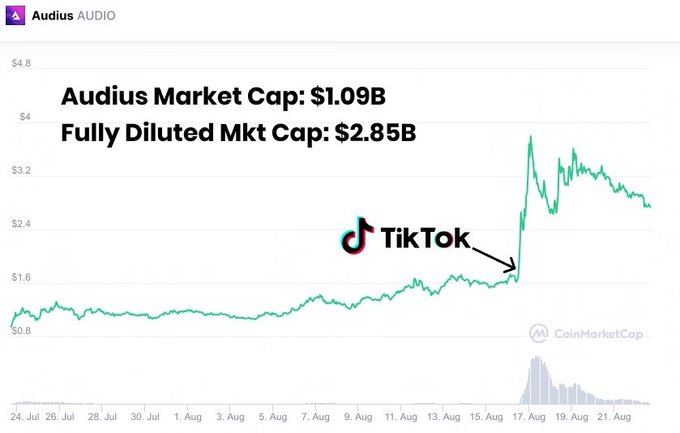 Audius AUDIO
$4.8
Audius Market Cap: $1.09B
$4
Fully Diluted Mkt Cap: $2.85B
$3.2
$2.4
TikTok
$1.6
$0.8
CoinMarketCap
24. Jul 26. Jul 28. Jul 30. Jul 1. Aug 3. Aug 5. Aug 7. Aug 9. Aug 11. Aug 13. Aug 15. Aug 17. Aug 19. Aug 21. Aug